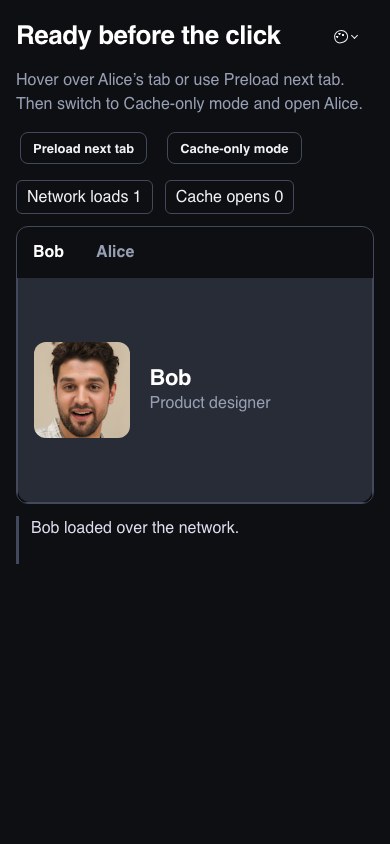 Ready before the click
Hover over Alice’s tab or use Preload next tab.
Then switch to Cache-only mode and open Alice.
Preload next tab
Cache-only mode
Network loads 1
Cache opens 0
Bob
Alice
Bob
Product designer
Bob loaded over the network.